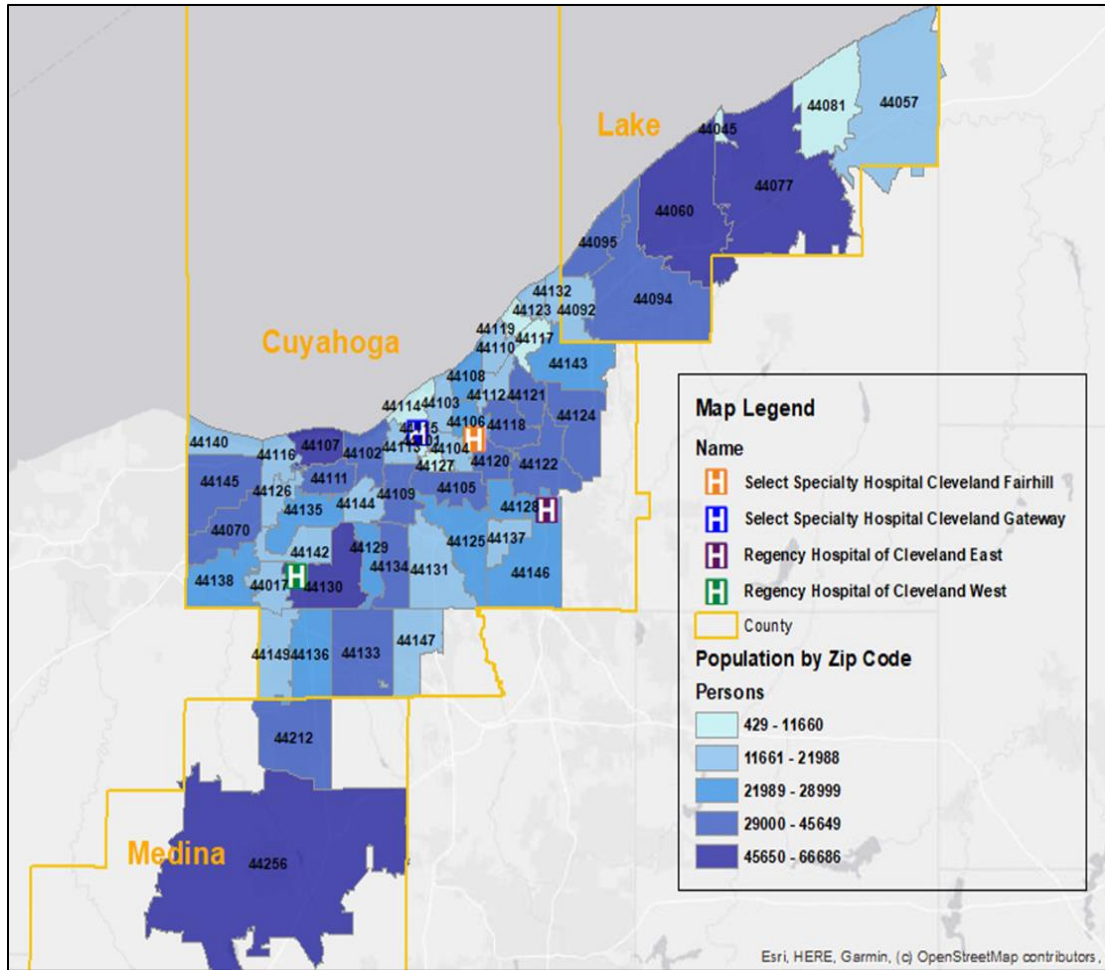 Lake
44081
44057
44045
44077
44060
44095
44094
44132
44123
44092
44119
44117
44110
44143
Cuyahoga
44108
44114
44103
44112
44121
44124
44106
44118
44140
44107
44102
44113
44104
44116
44127
44120
44122
44145
44111
44126
44109
44105
44144
44135
44128
44070
44125
44137
44142
44129
44134
44131
44146
44138
44017
44130
44149
44136
44133
44147
44212
Medina
44256
H
H
H
H
Map Legend
Name
H Select Specialty Hospital Cleveland Fairhill
H Select Specialty Hospital Cleveland Gateway
H Regency Hospital of Cleveland East
H Regency Hospital of Cleveland West
County
Population by Zip Code
Persons
429 - 11660
11661 - 21988
21989 - 28999
29000 - 45649
45650 - 66686
Esri, HERE, Garmin, (c) OpenStreetMap contributors,